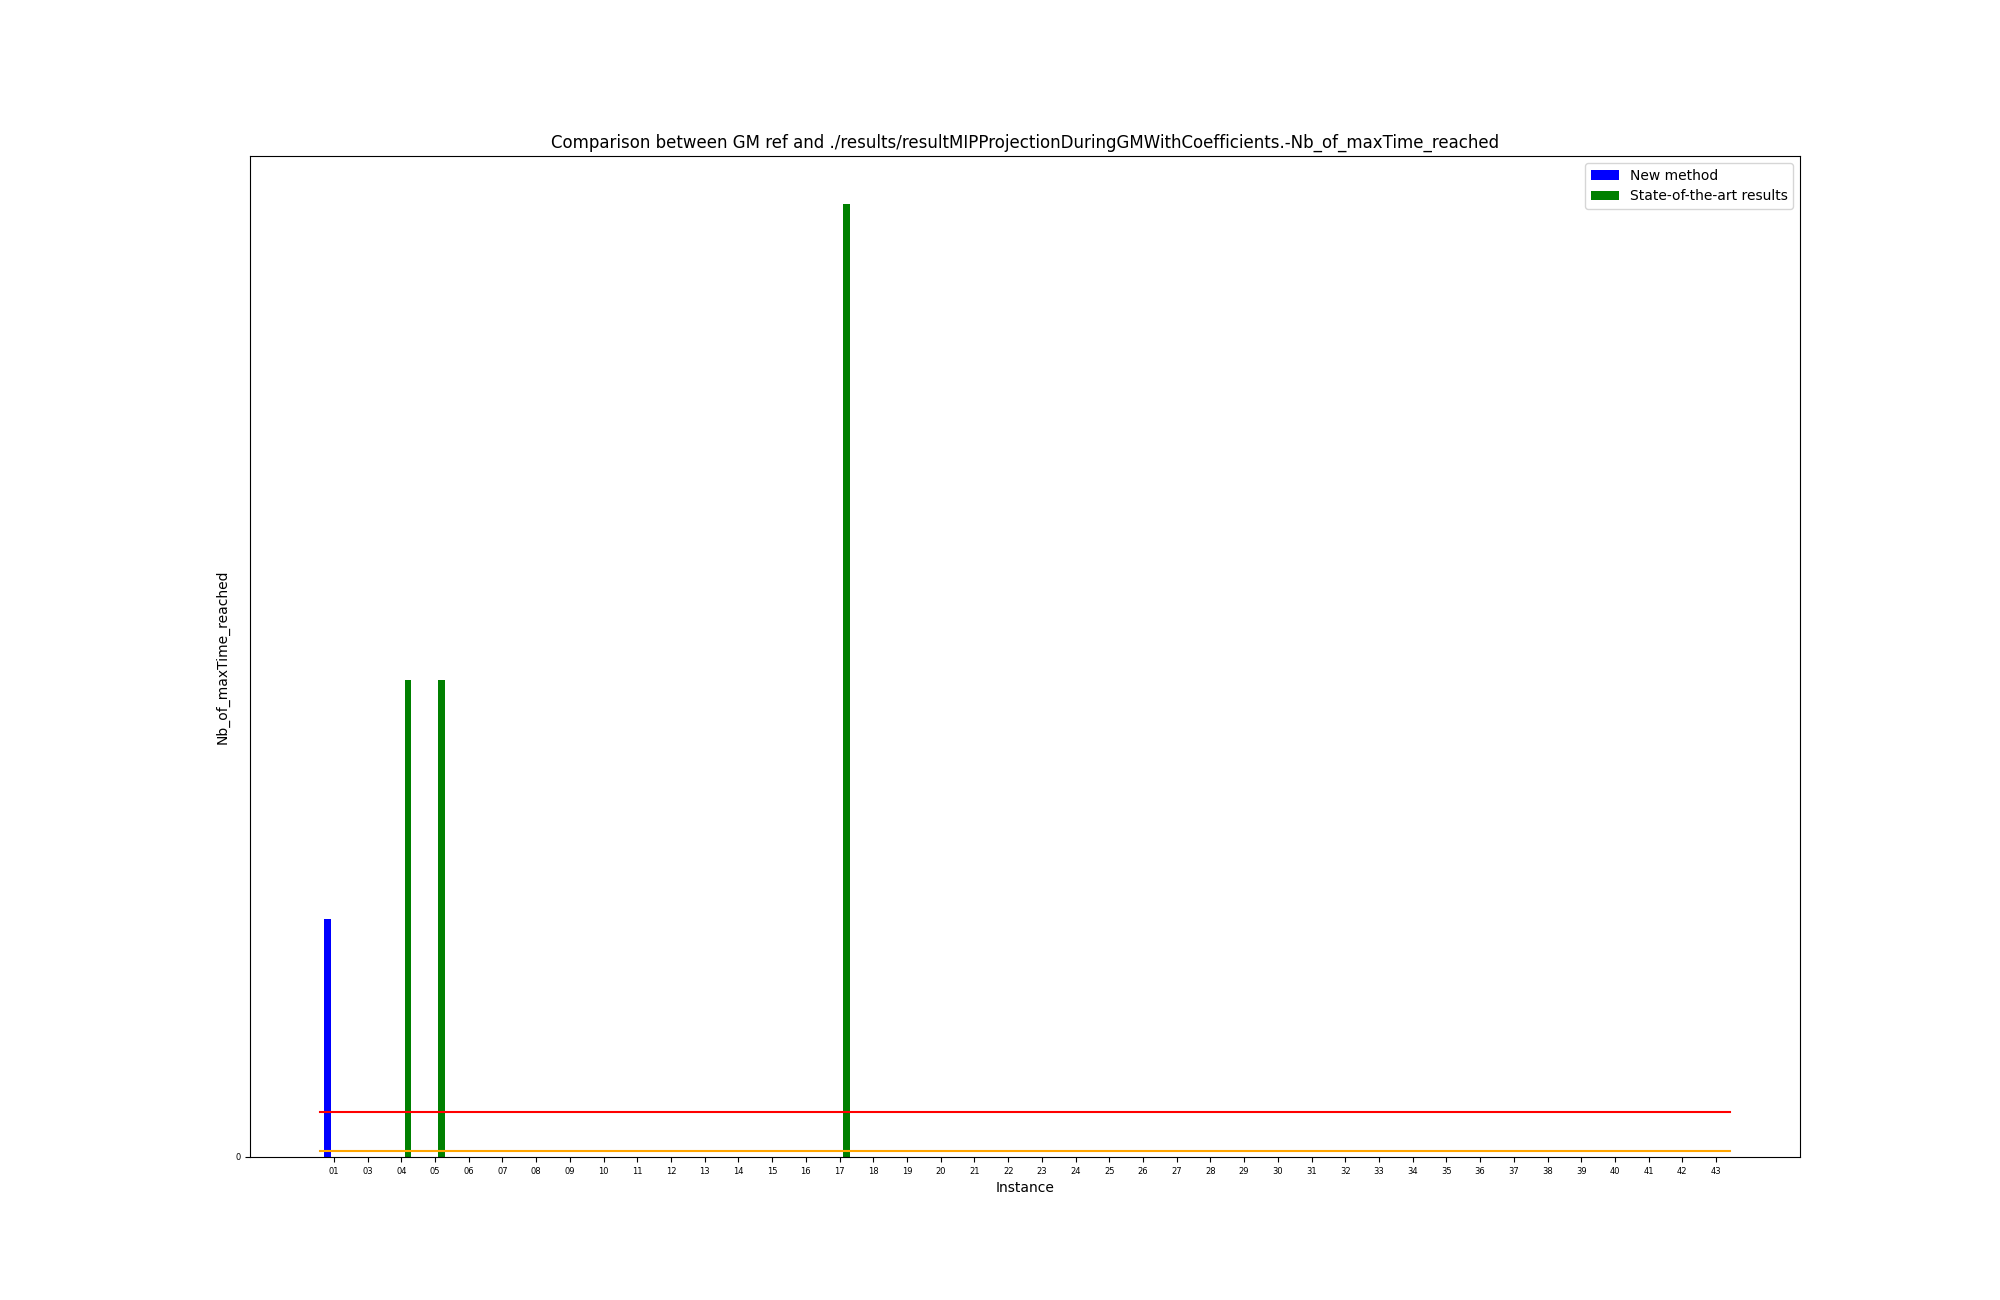 Comparison between GM ref and ./results/resultMIPProjectionDuringGMWithCoefficients.-Nb_of_maxTime_reached
New method
State-of-the-art results
Nb_of_maxTime_reached
0
01 03 04 05 06 07 08 09 10 11 12 13 14 15 16 17 18 19 20 21 22 23 24 25 26 27 28 29 30 31 32 33 34 35 36 37 38 39 40 41 42 43
Instance